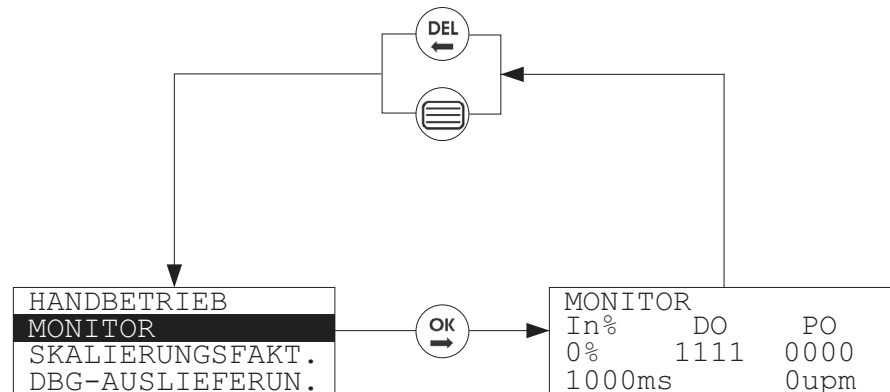 DEL
HANDBETRIEB
MONITOR
SKALIERUNGSFAKT.
DBG-AUSLIEFERUN.
OK
MONITOR
In% DO PO
0% 1111 0000
1000ms 0upm